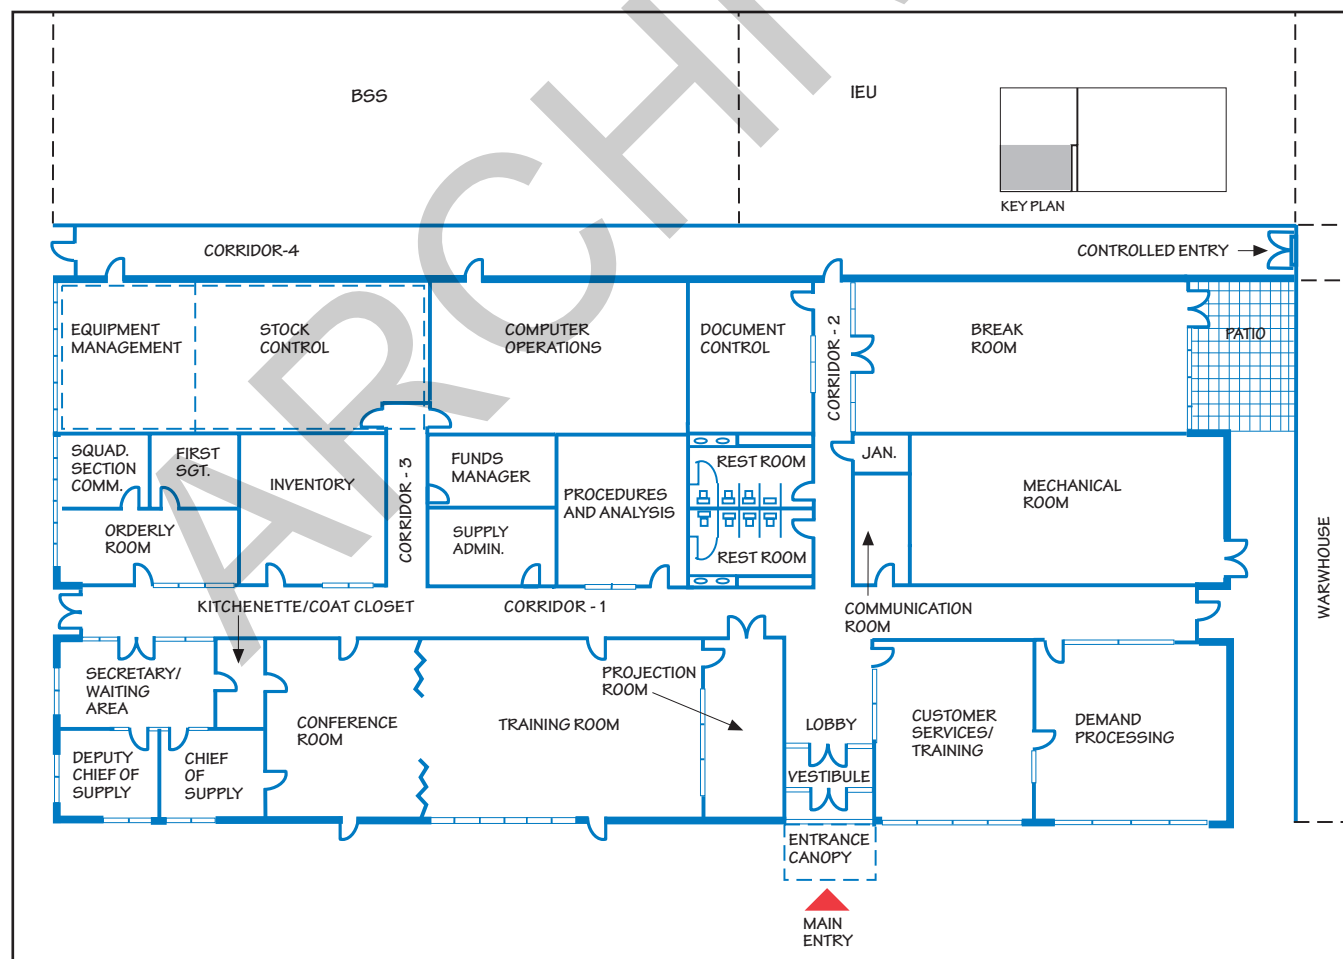 BSS
IEU
KEY PLAN
CORRIDOR-4
CONTROLLED ENTRY
EQUIPMENT
MANAGEMENT
STOCK
CONTROL
COMPUTER
OPERATIONS
DOCUMENT
CONTROL
CORRIDOR - 2
BREAK
ROOM
PATIO
SQUAD.
SECTION
COMM.
FIRST
SGT.
INVENTORY
CORRIDOR - 3
FUNDS
MANAGER
PROCEDURES
AND ANALYSIS
REST ROOM
JAN.
MECHANICAL
ROOM
ORDERLY
ROOM
SUPPLY
ADMIN.
REST ROOM
WARWHOUSE
KITCHENETTE/COAT CLOSET
CORRIDOR - 1
COMMUNICATION
ROOM
SECRETARY/
WAITING
AREA
PROJECTION
ROOM
CONFERENCE
ROOM
TRAINING ROOM
LOBBY
CUSTOMER
SERVICES/
TRAINING
DEMAND
PROCESSING
DEPUTY
CHIEF OF
SUPPLY
CHIEF
OF
SUPPLY
VESTIBULE
ENTRANCE
CANOPY
MAIN
ENTRY